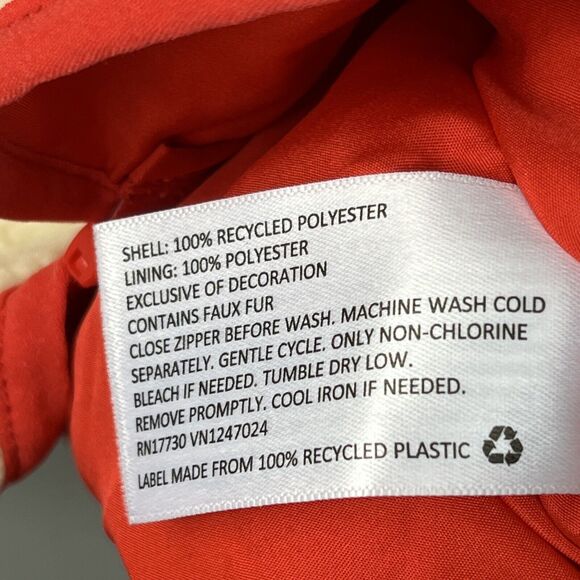 SHELL: 100% RECYCLED POLYESTER
LINING: 100% POLYESTER
EXCLUSIVE OF DECORATION
CONTAINS FAUX FUR
CLOSE ZIPPER BEFORE WASH. MACHINE WASH COLD
SEPARATELY. GENTLE CYCLE. ONLY NON-CHLORINE
BLEACH IF NEEDED. TUMBLE DRY LOW.
REMOVE PROMPTLY. COOL IRON IF NEEDED.
RN17730 VN1247024
LABEL MADE FROM 100% RECYCLED PLASTIC